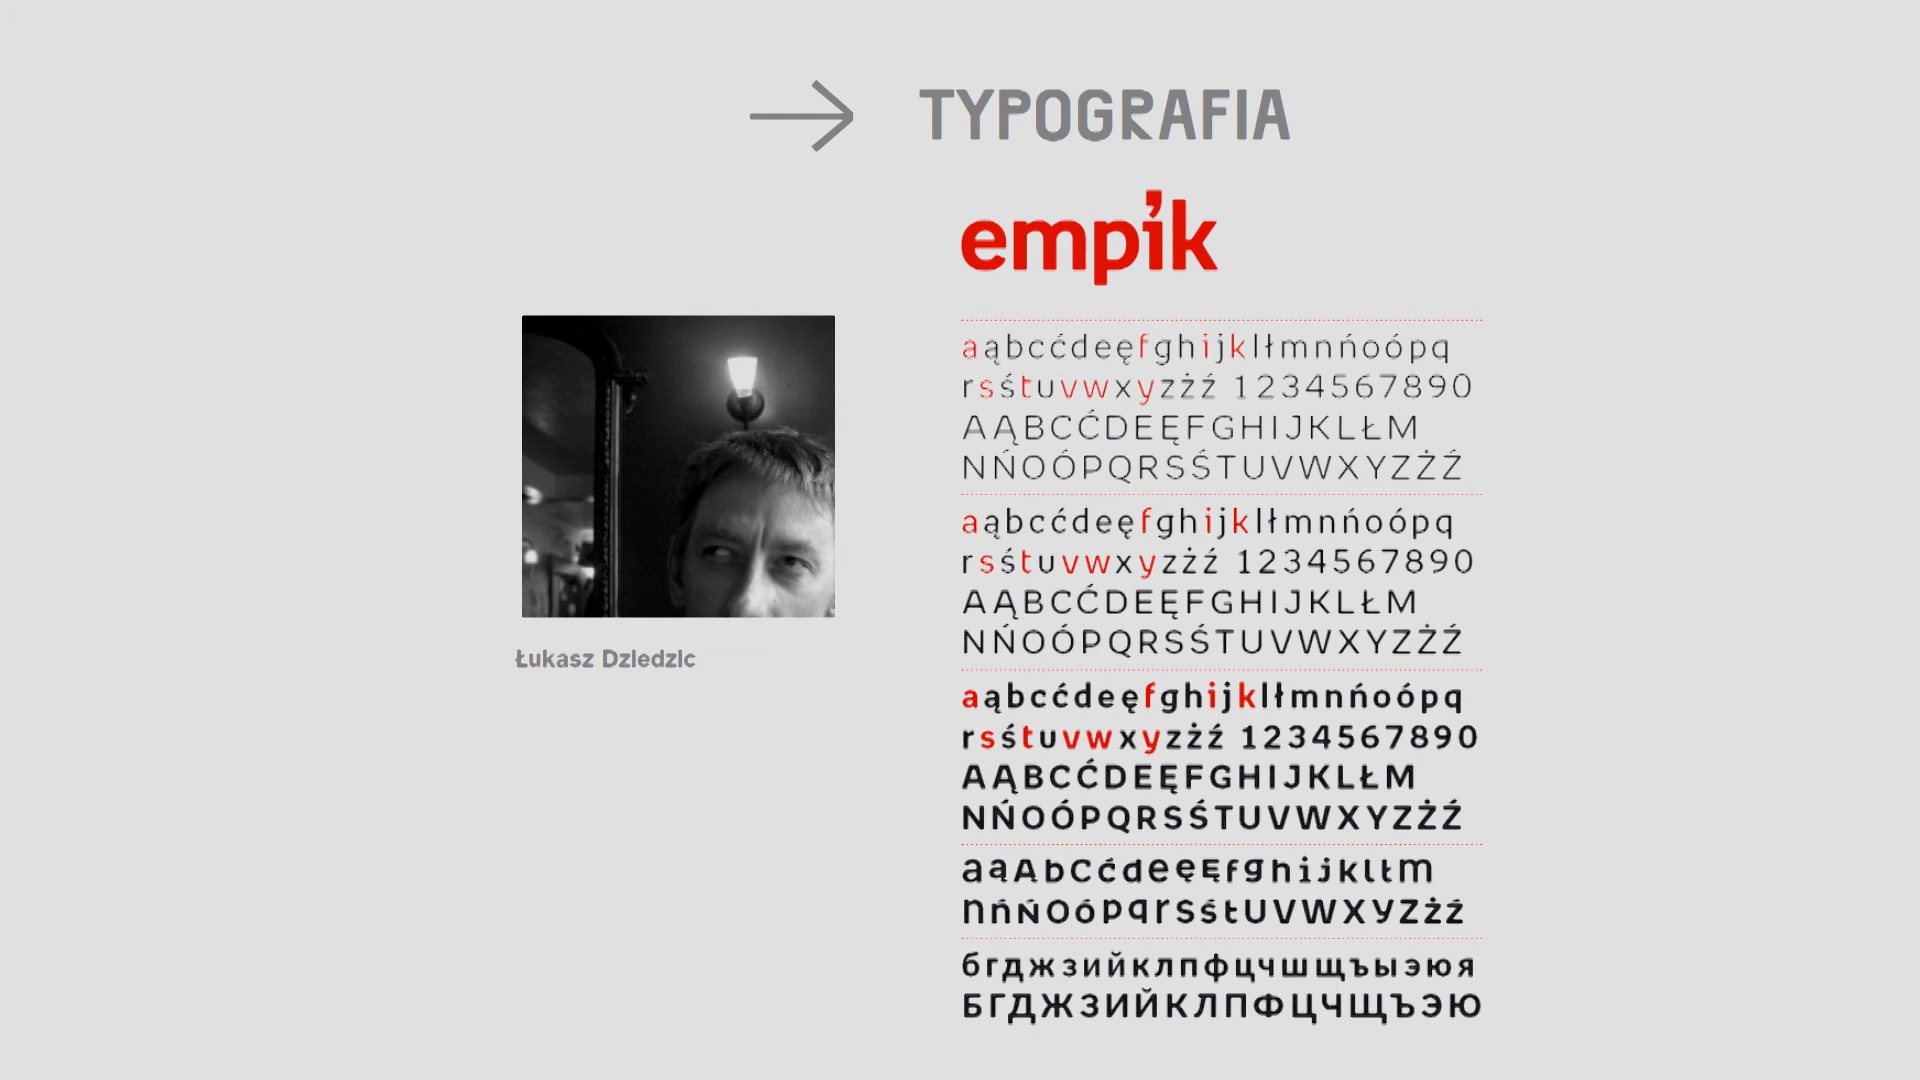 TYPOGRAFIA
empik
Łukasz Dziedzic
aąbcćdeęfghijklłmnńoópq
rsśtuvwxyzżź 1234567890
AĄBCĆDEĘFGHIJKLŁM
NŃOÓPQRSŚTUVWXYZŻŹ
aąbcćdeęfghijklłmnńoópq
rsśtuvwxyzżź 1234567890
AĄBCĆDEĘFGHIJKLŁM
NŃOÓPQRSŚTUVWXYZŻŹ
aąbcćdeęfghijklłmnńoópq
rsśtuvwxyzżź 1234567890
AĄBCĆDEĘFGHIJKLŁM
NŃOÓPQRSŚTUVWXYZŻŹ
aąAbCćdeęEfghijklłm
nńŃOópqrsśtUVWXYZżź
бгджзийклпфцчшщъыэюя
БГДЖЗИЙКЛПФЦЧЩЪЭЮ